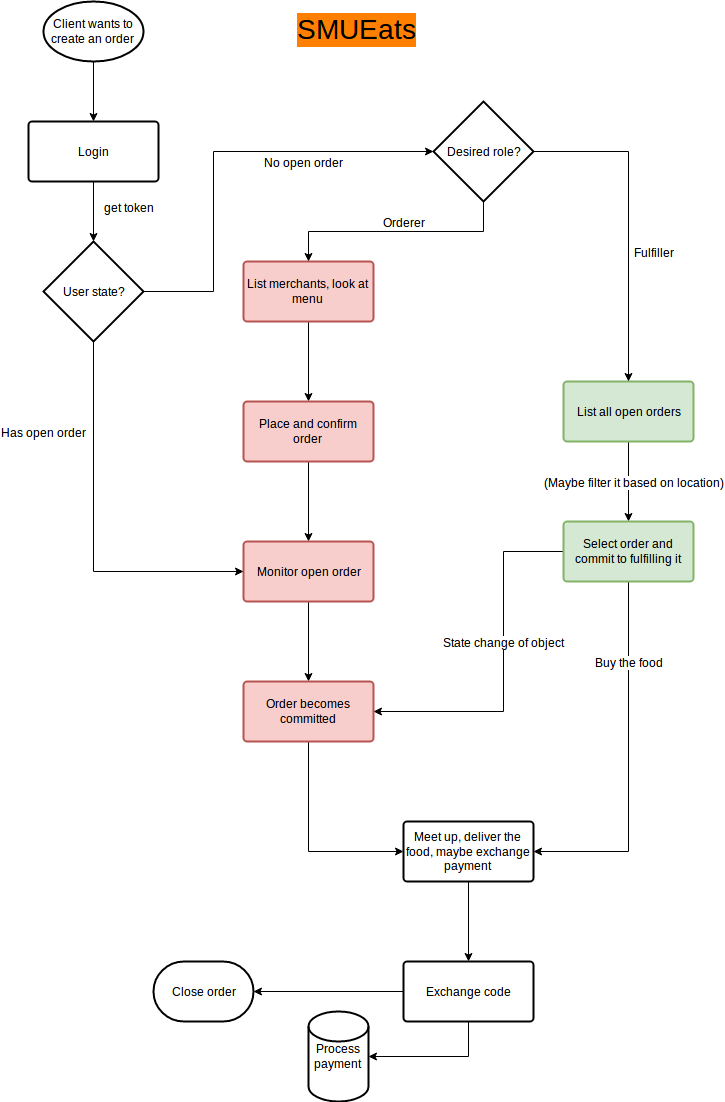 Client wants to
create an order
SMUEats
Login
No open order
Desired role?
get token
Orderer
User state?
Fulfiller
List merchants, look at
menu
Place and confirm
order
List all open orders
Has open order
(Maybe filter it based on location)
Monitor open order
Select order and
commit to fulfilling it
State change of object
Buy the food
Order becomes
committed
Meet up, deliver the
food, maybe exchange
payment
Close order
Exchange code
Process
payment